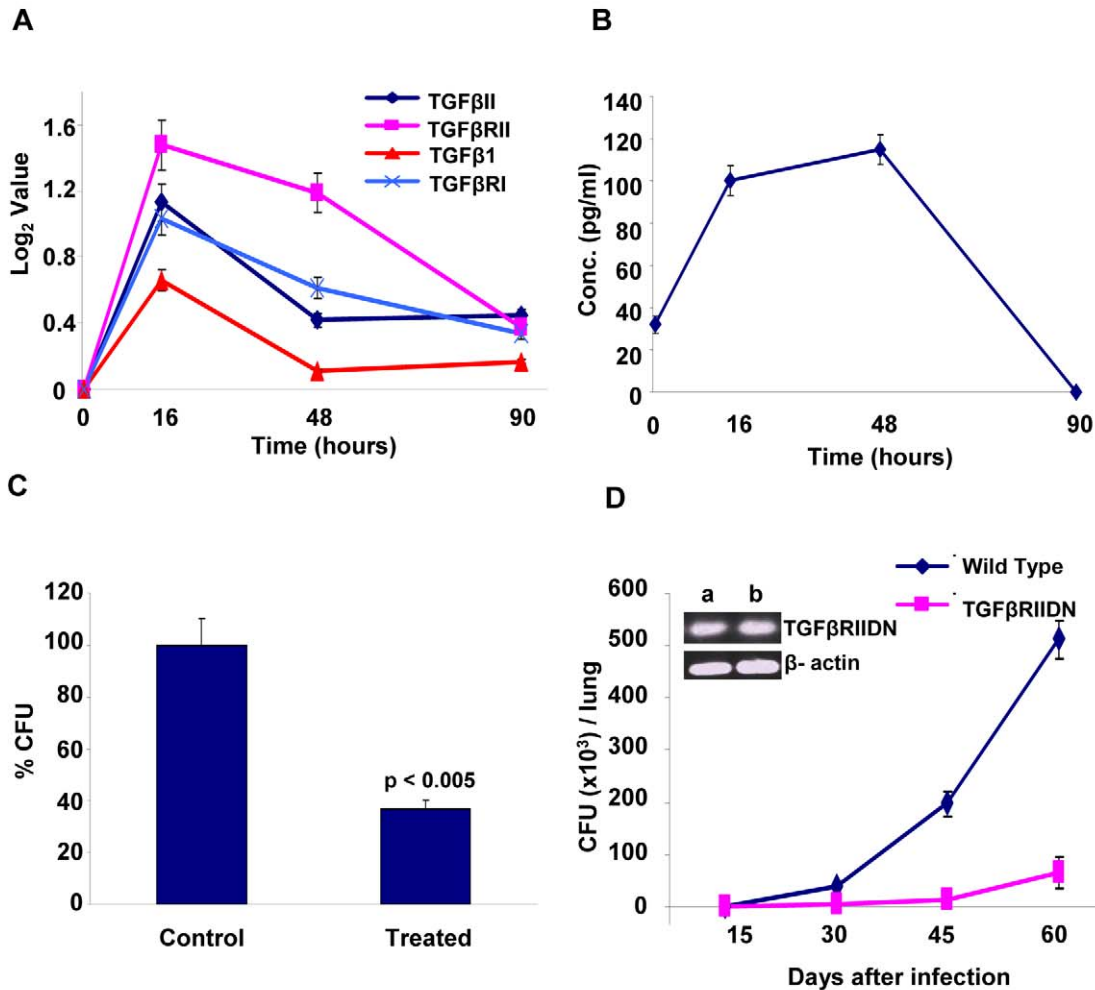 A
TGFβII
TGFβRII
TGFβ1
TGFβRI
1.6
1.2
0.8
0.4
0
Log₂ Value
0 16 48 90
Time (hours)
B
140
120
100
80
60
40
20
0
Conc. (pg/ml)
0 16 48 90
Time (hours)
C
120
100
80
60
40
20
0
% CFU
p < 0.005
Control Treated
D
Wild Type
TGFβRIIDN
600
500
400
300
200
100
0
CFU (x10³) / lung
a b
TGFβRIIDN
β- actin
15 30 45 60
Days after infection